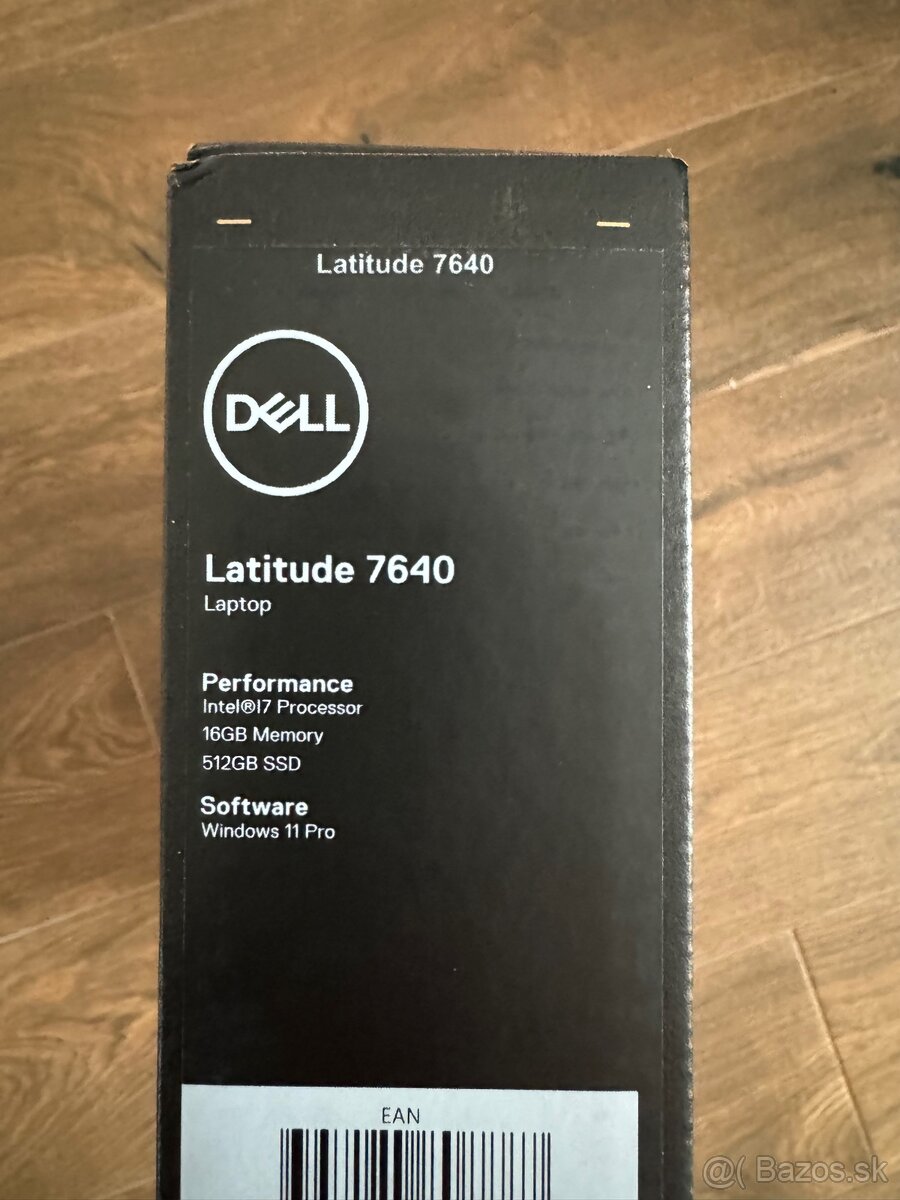 Latitude 7640
DELL
Latitude 7640
Laptop
Performance
Intel®I7 Processor
16GB Memory
512GB SSD
Software
Windows 11 Pro
EAN
@( Bazos.sk